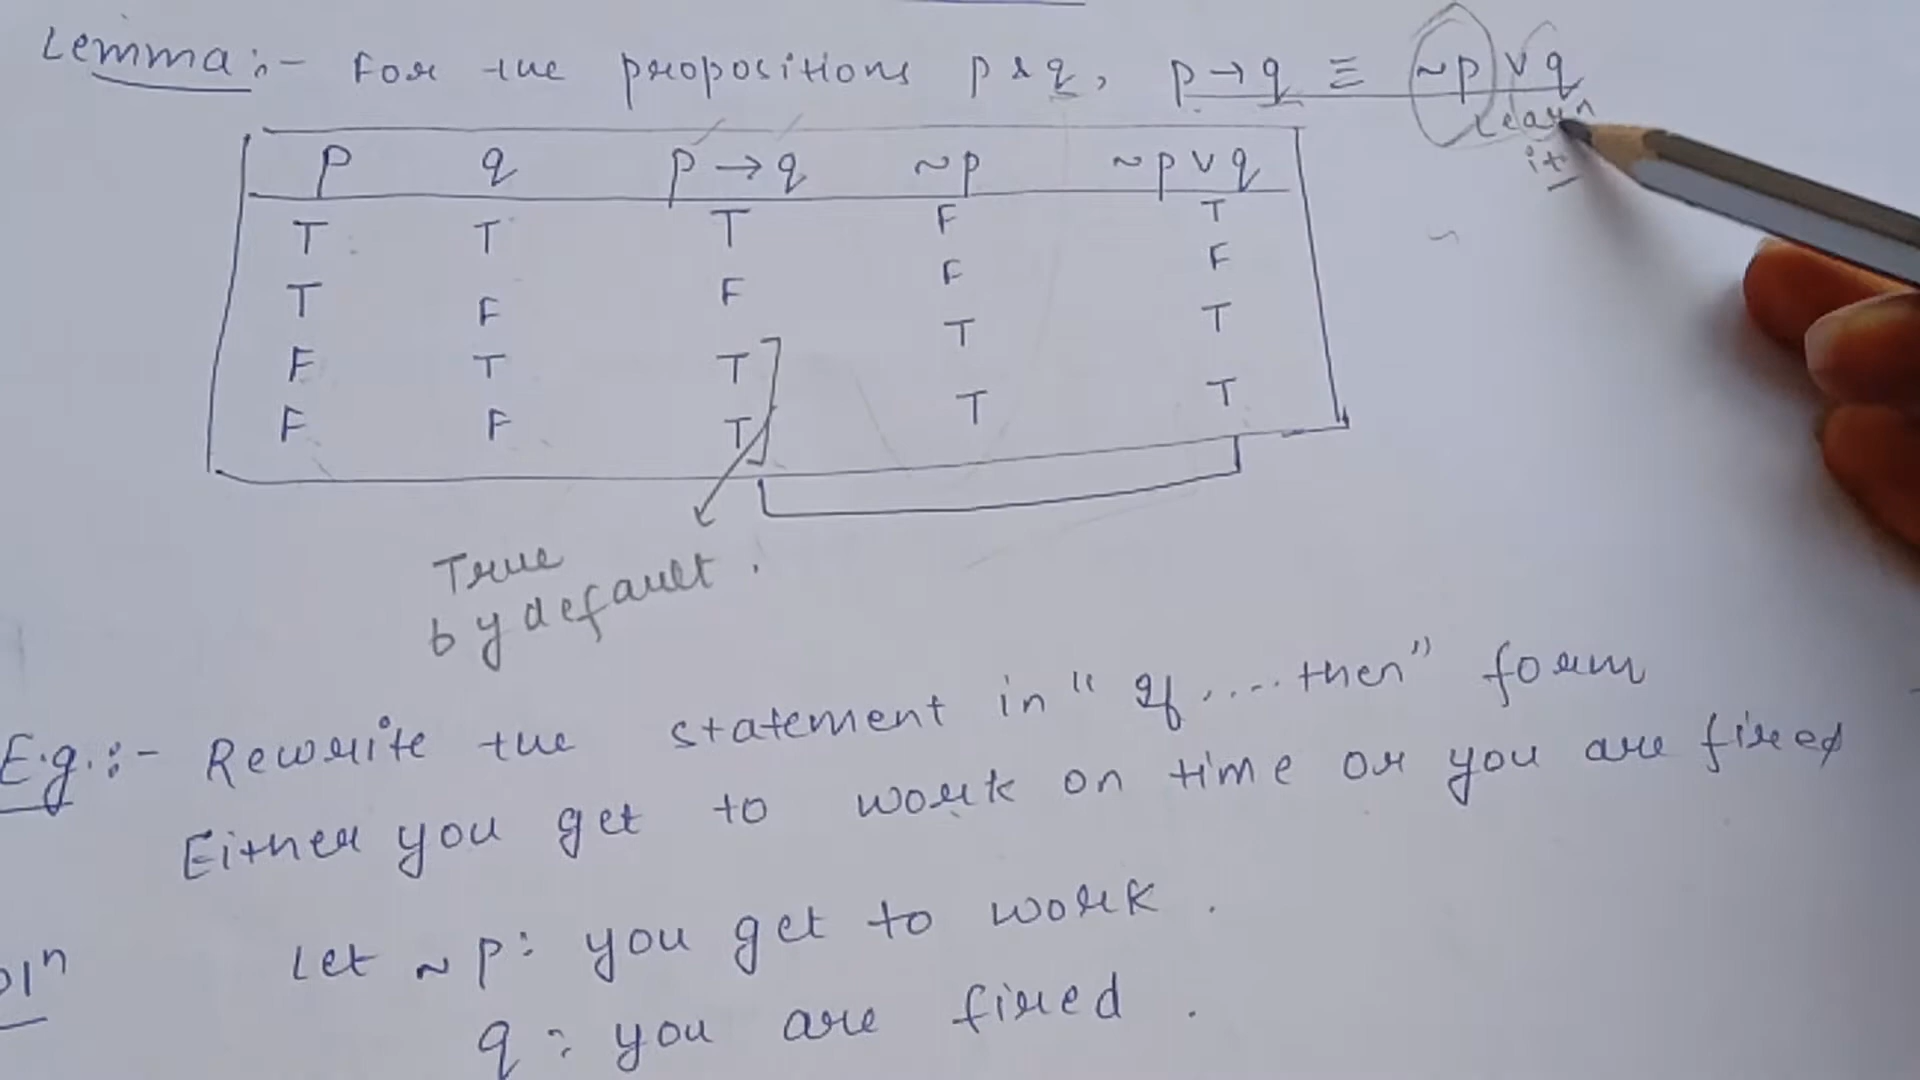 Lemma :- For the propositions p & q, p → q ≡ ~p ∨ q
Learn
it
p q p → q ~p ~p ∨ q
T T T F T
T F F F F
F T T T T
F F T T T
True
by default.
E.g. :- Rewrite the statement in "If .... then" form
Either you get to work on time or you are fired
Let ~p : you get to work .
q : you are fired .